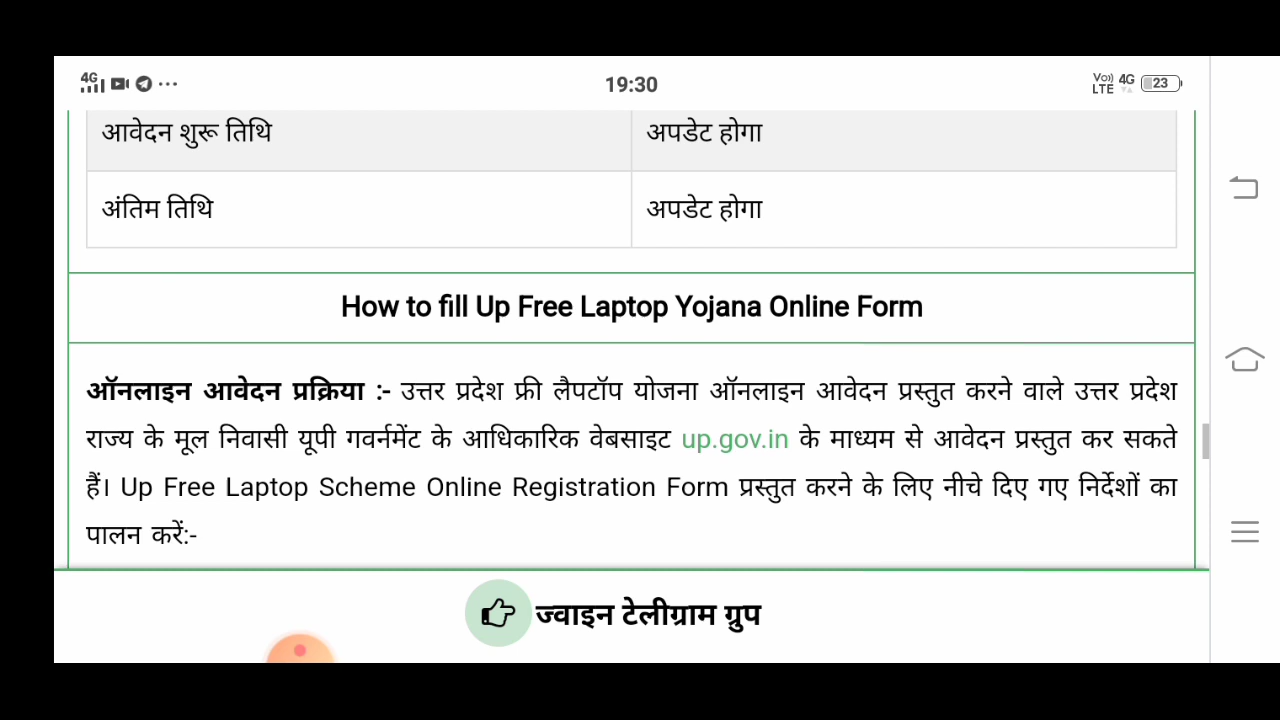 4G 19:30 Vo) LTE 4G 23
आवेदन शुरू तिथि अपडेट होगा
अंतिम तिथि अपडेट होगा
How to fill Up Free Laptop Yojana Online Form
ऑनलाइन आवेदन प्रक्रिया :- उत्तर प्रदेश फ्री लैपटॉप योजना ऑनलाइन आवेदन प्रस्तुत करने वाले उत्तर प्रदेश
राज्य के मूल निवासी यूपी गवर्नमेंट के आधिकारिक वेबसाइट up.gov.in के माध्यम से आवेदन प्रस्तुत कर सकते
हैं। Up Free Laptop Scheme Online Registration Form प्रस्तुत करने के लिए नीचे दिए गए निर्देशों का
पालन करें:-
ज्वाइन टेलीग्राम ग्रुप